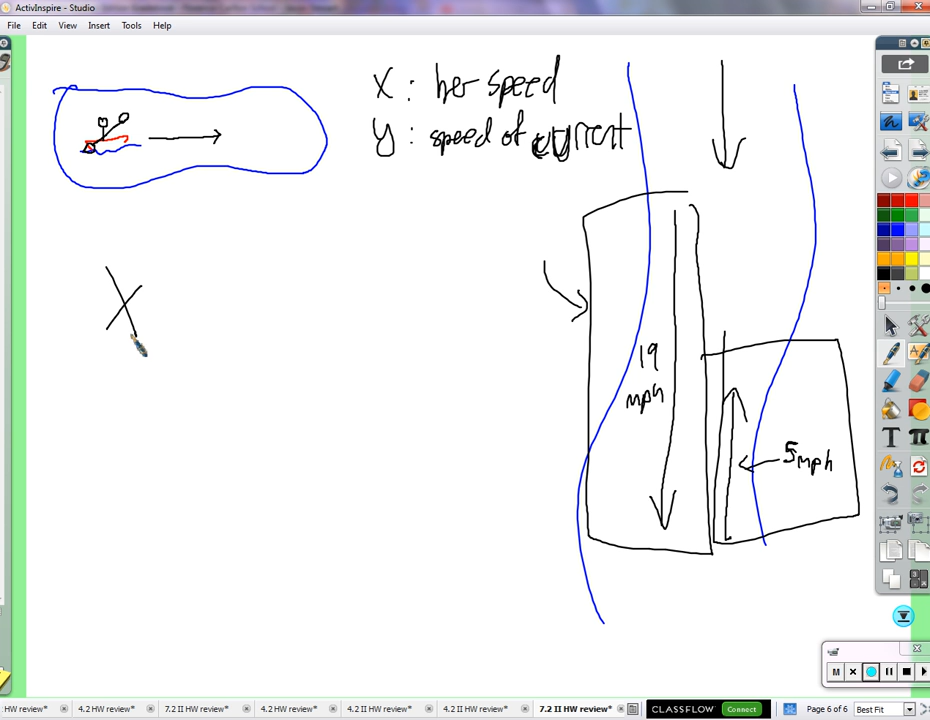 ActivInspire - Studio
File Edit View Insert Tools Help
x : her speed
y : speed of current
19
mph
5mph
X
M
HW review* 4.2 HW review* 7.2 II HW review* 4.2 HW review* 4.2 II HW review* 4.2 II HW review* 7.2 II HW review* CLASSFLOW Connect Page 6 of 6 Best Fit